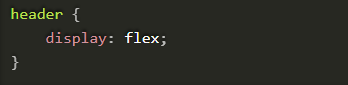 header {
    display: flex;
}